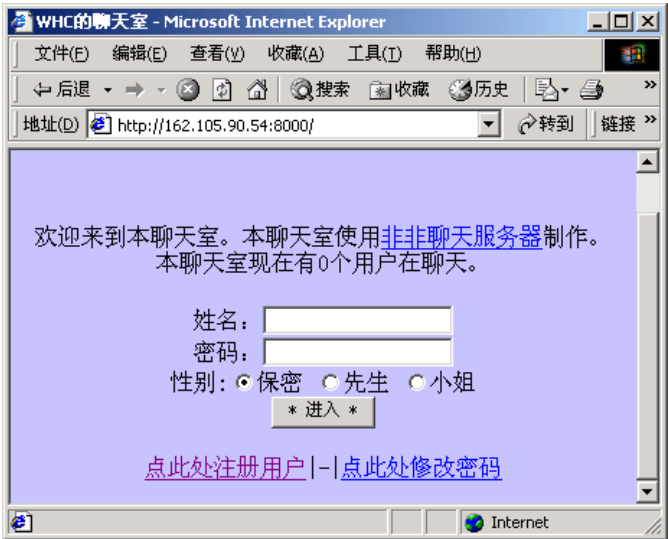 WHC的聊天室 - Microsoft Internet Explorer
文件(F) 编辑(E) 查看(V) 收藏(A) 工具(T) 帮助(H)
后退 搜索 收藏 历史 »
地址(D) http://162.105.90.54:8000/ 转到 链接 »
欢迎来到本聊天室。本聊天室使用非非聊天服务器制作。
本聊天室现在有0个用户在聊天。
姓名：
密码：
性别: 保密 先生 小姐
* 进入 *
点此处注册用户|-|点此处修改密码
Internet